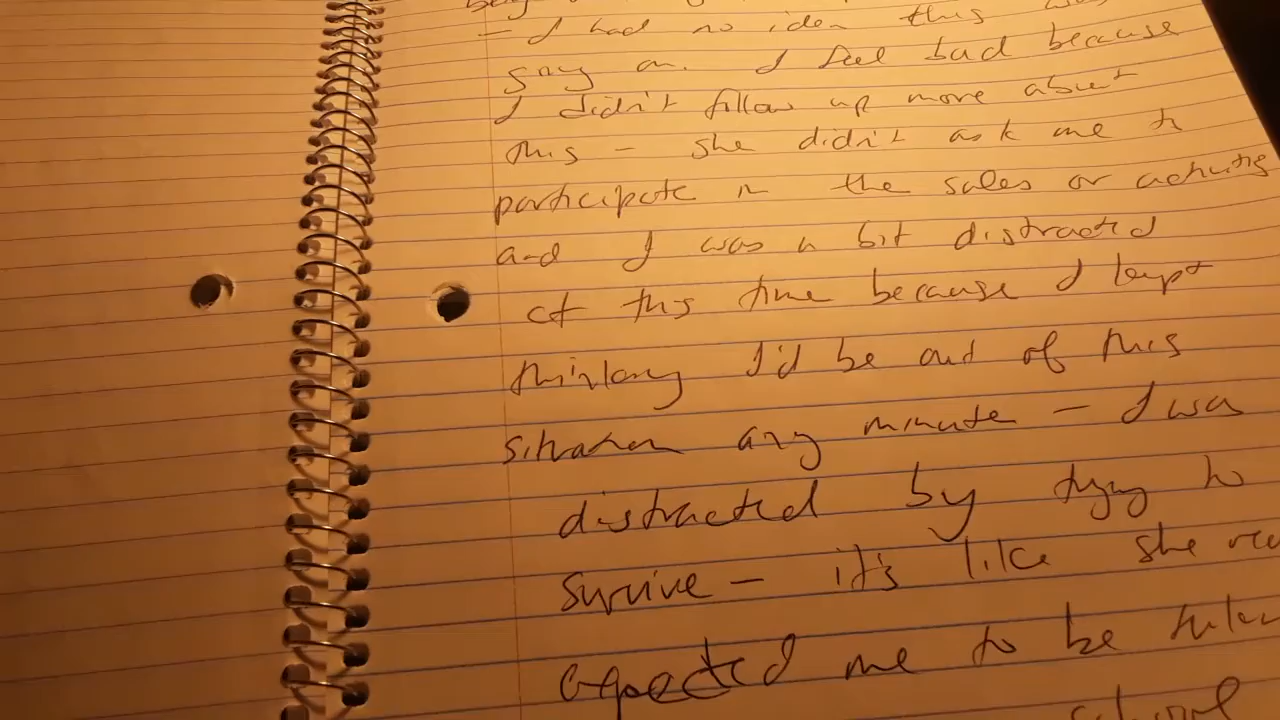 - I had no idea this was
going on. I feel bad because
I didn't follow up more about
this - she didn't ask me to
participate in the sales or activities
and I was a bit distracted
at this time because I kept
thinking I'd be out of this
situation any minute - I was
distracted by trying to
survive - it's like she
expected me to be
school